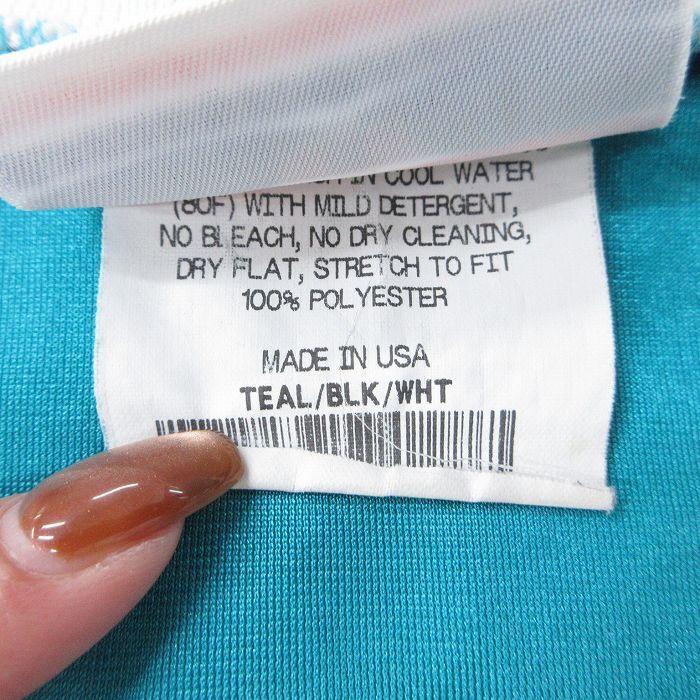 IN COOL WATER
(80F) WITH MILD DETERGENT,
NO BLEACH, NO DRY CLEANING,
DRY FLAT, STRETCH TO FIT
100% POLYESTER
MADE IN USA
TEAL/BLK/WHT